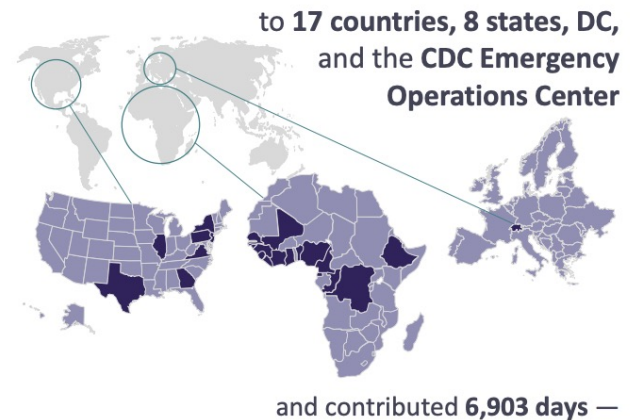 to 17 countries, 8 states, DC,
and the CDC Emergency
Operations Center
and contributed 6,903 days —